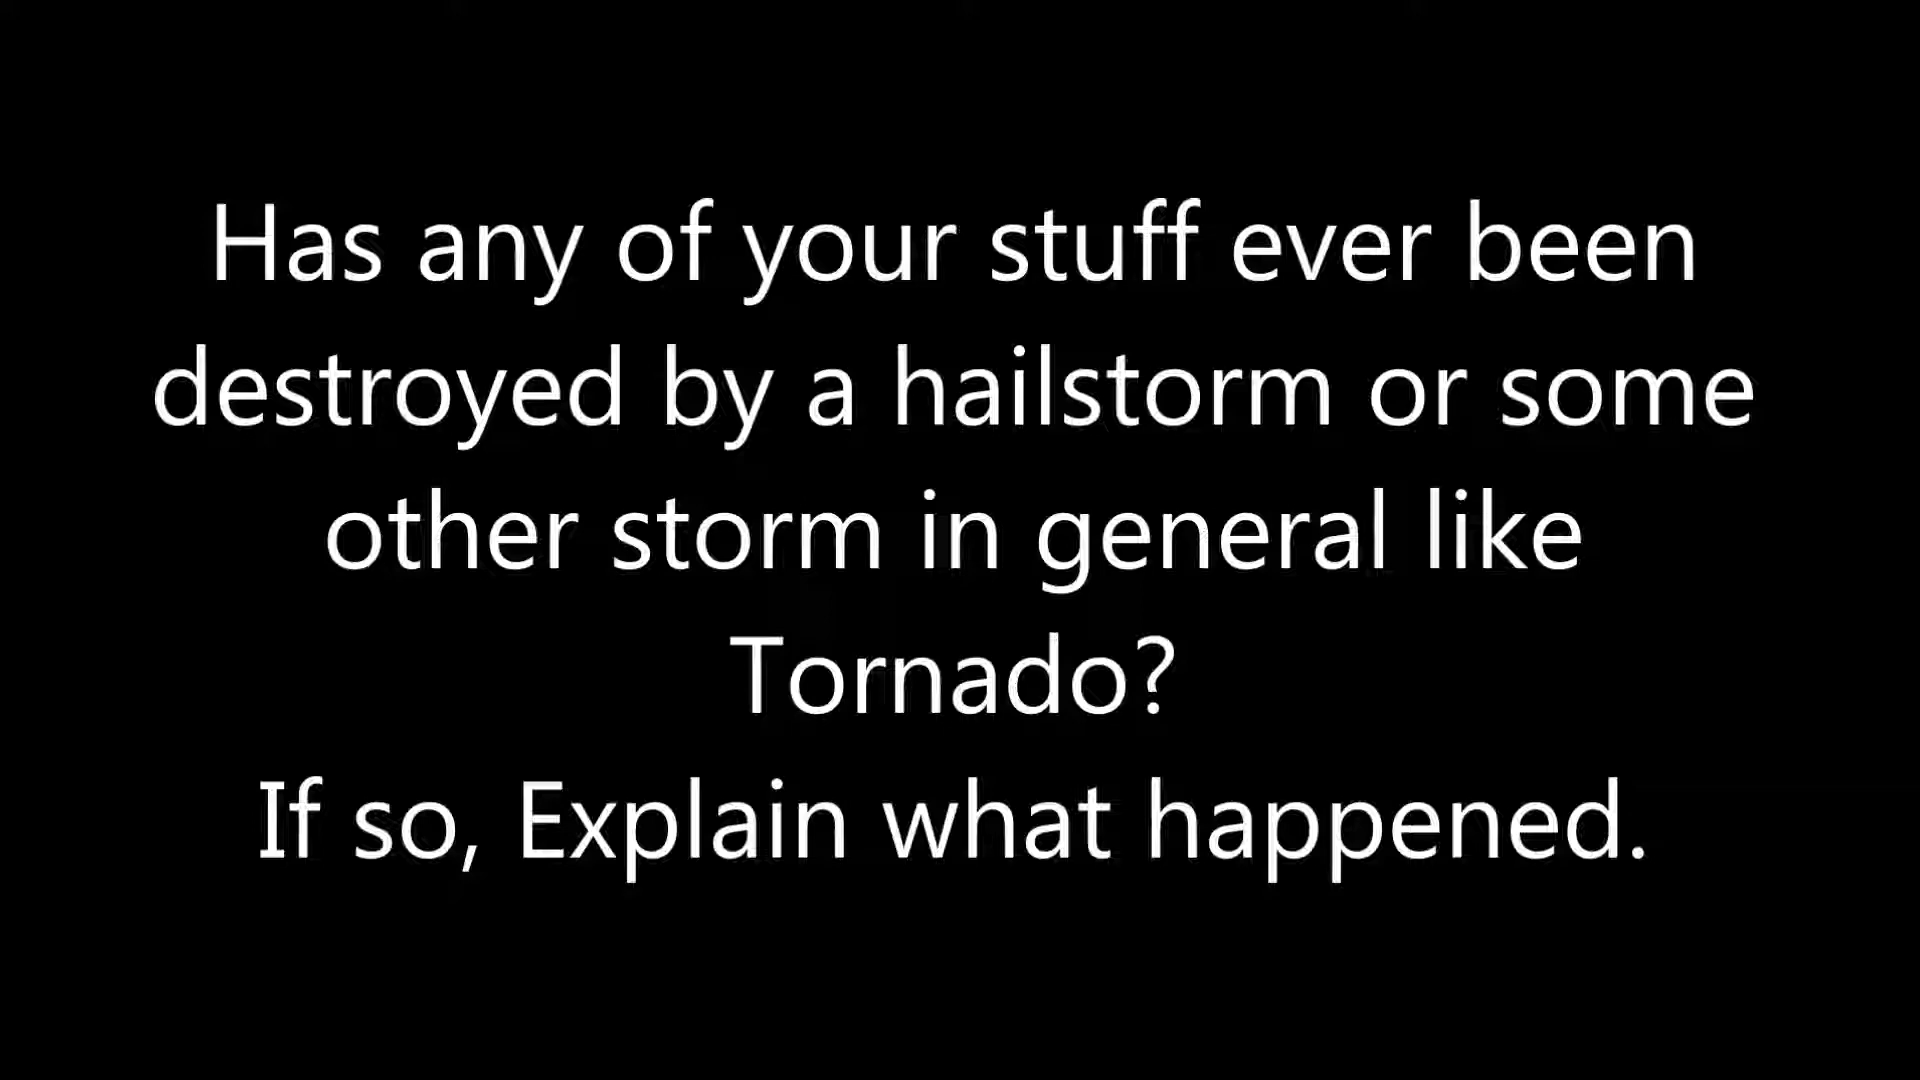 Has any of your stuff ever been
destroyed by a hailstorm or some
other storm in general like
Tornado?
If so, Explain what happened.